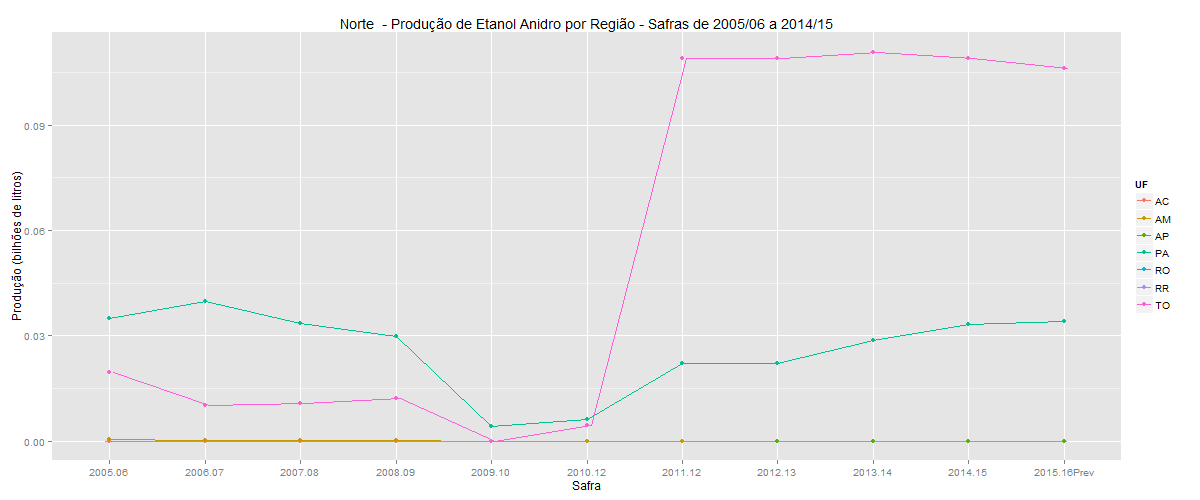 Norte - Produção de Etanol Anidro por Região - Safras de 2005/06 a 2014/15
Produção (bilhões de litros)
0.09
0.06
0.03
0.00
2005.06 2006.07 2007.08 2008.09 2009.10 2010.12 2011.12 2012.13 2013.14 2014.15 2015.16Prev
Safra
UF
AC
AM
AP
PA
RO
RR
TO